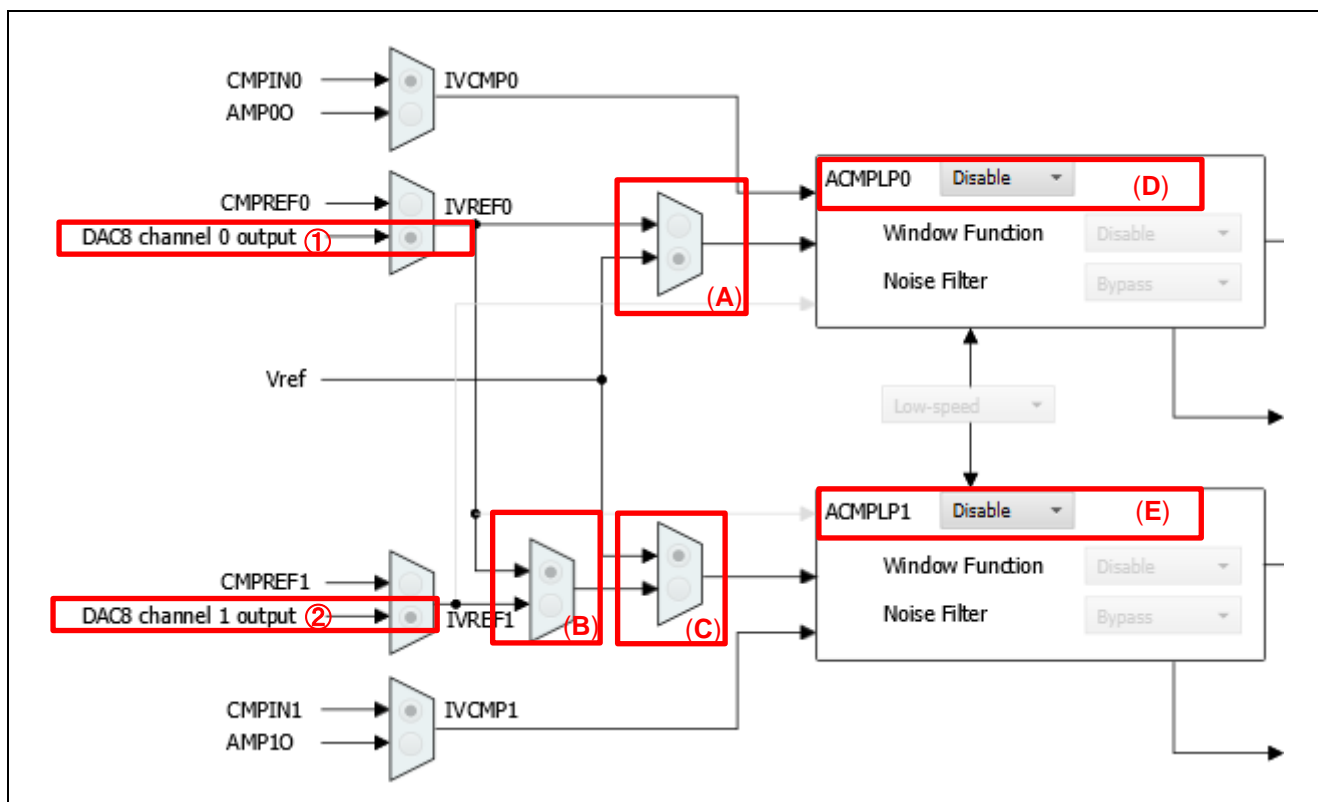 CMPIN0
IVCMP0
AMP0O
ACMPLP0 Disable (D)
CMPREF0
IVREF0
DAC8 channel 0 output ①
Window Function Disable
Noise Filter Bypass
(A)
Vref
Low-speed
ACMPLP1 Disable (E)
CMPREF1
Window Function Disable
DAC8 channel 1 output ②
IVREF1
Noise Filter Bypass
(B)
(C)
CMPIN1
IVCMP1
AMP1O